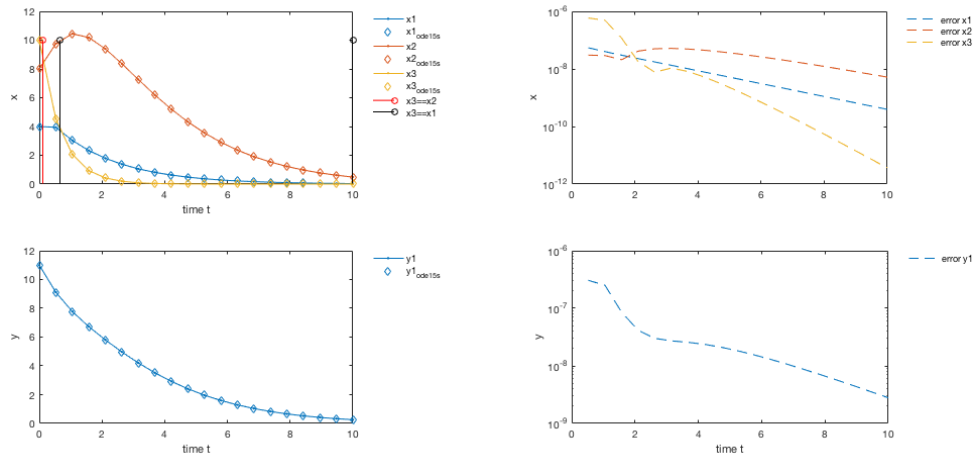 12
10
8
6
4
2
0
x
0
2
4
6
8
10
time t
x1
x1ode15s
x2
x2ode15s
x3
x3ode15s
x3==x2
x3==x1
10-6
10-8
10-10
10-12
x
0
2
4
6
8
10
time t
error x1
error x2
error x3
12
10
8
6
4
2
0
y
0
2
4
6
8
10
time t
y1
y1ode15s
10-6
10-7
10-8
10-9
y
0
2
4
6
8
10
time t
error y1